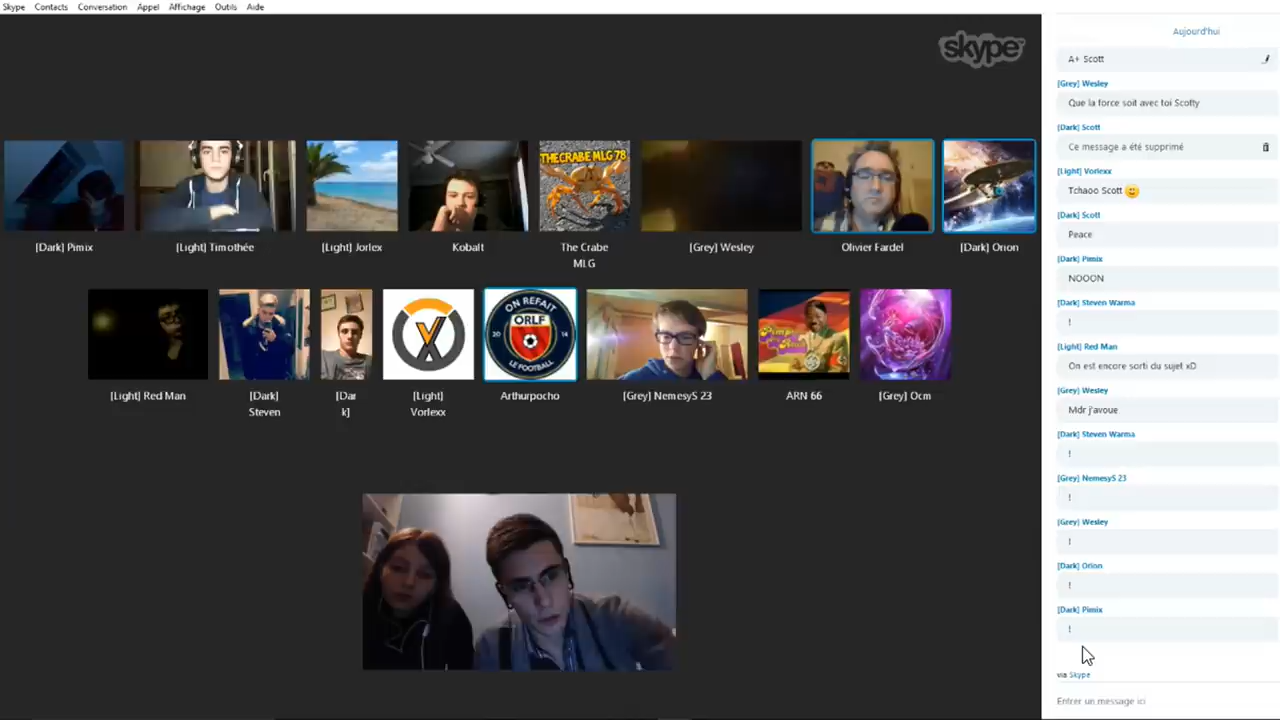 Skype Contacts Conversation Appel Affichage Outils Aide
skype™
THE CRABE MLG 78
[Dark] Pimix
[Light] Timothée
[Light] Jorlex
Kobalt
The Crabe
MLG
[Grey] Wesley
Olivier Fardel
[Dark] Orion
ON REFAIT
20 ORLF 14
LE FOOTBALL
[Light] Red Man
[Dark]
Steven
[Dar
k]
[Light]
Vorlexx
Arthurpocho
[Grey] NemesyS 23
ARN 66
[Grey] Ocm
Aujourd'hui
A+ Scott
[Grey] Wesley
Que la force soit avec toi Scotty
[Dark] Scott
Ce message a été supprimé
[Light] Vorlexx
Tchaoo Scott
[Dark] Scott
Peace
[Dark] Pimix
NOOON
[Dark] Steven Warma
!
[Light] Red Man
On est encore sorti du sujet xD
[Grey] Wesley
Mdr j'avoue
[Dark] Steven Warma
!
[Grey] NemesyS 23
!
[Grey] Wesley
!
[Dark] Orion
!
[Dark] Pimix
!
via Skype
Entrer un message ici